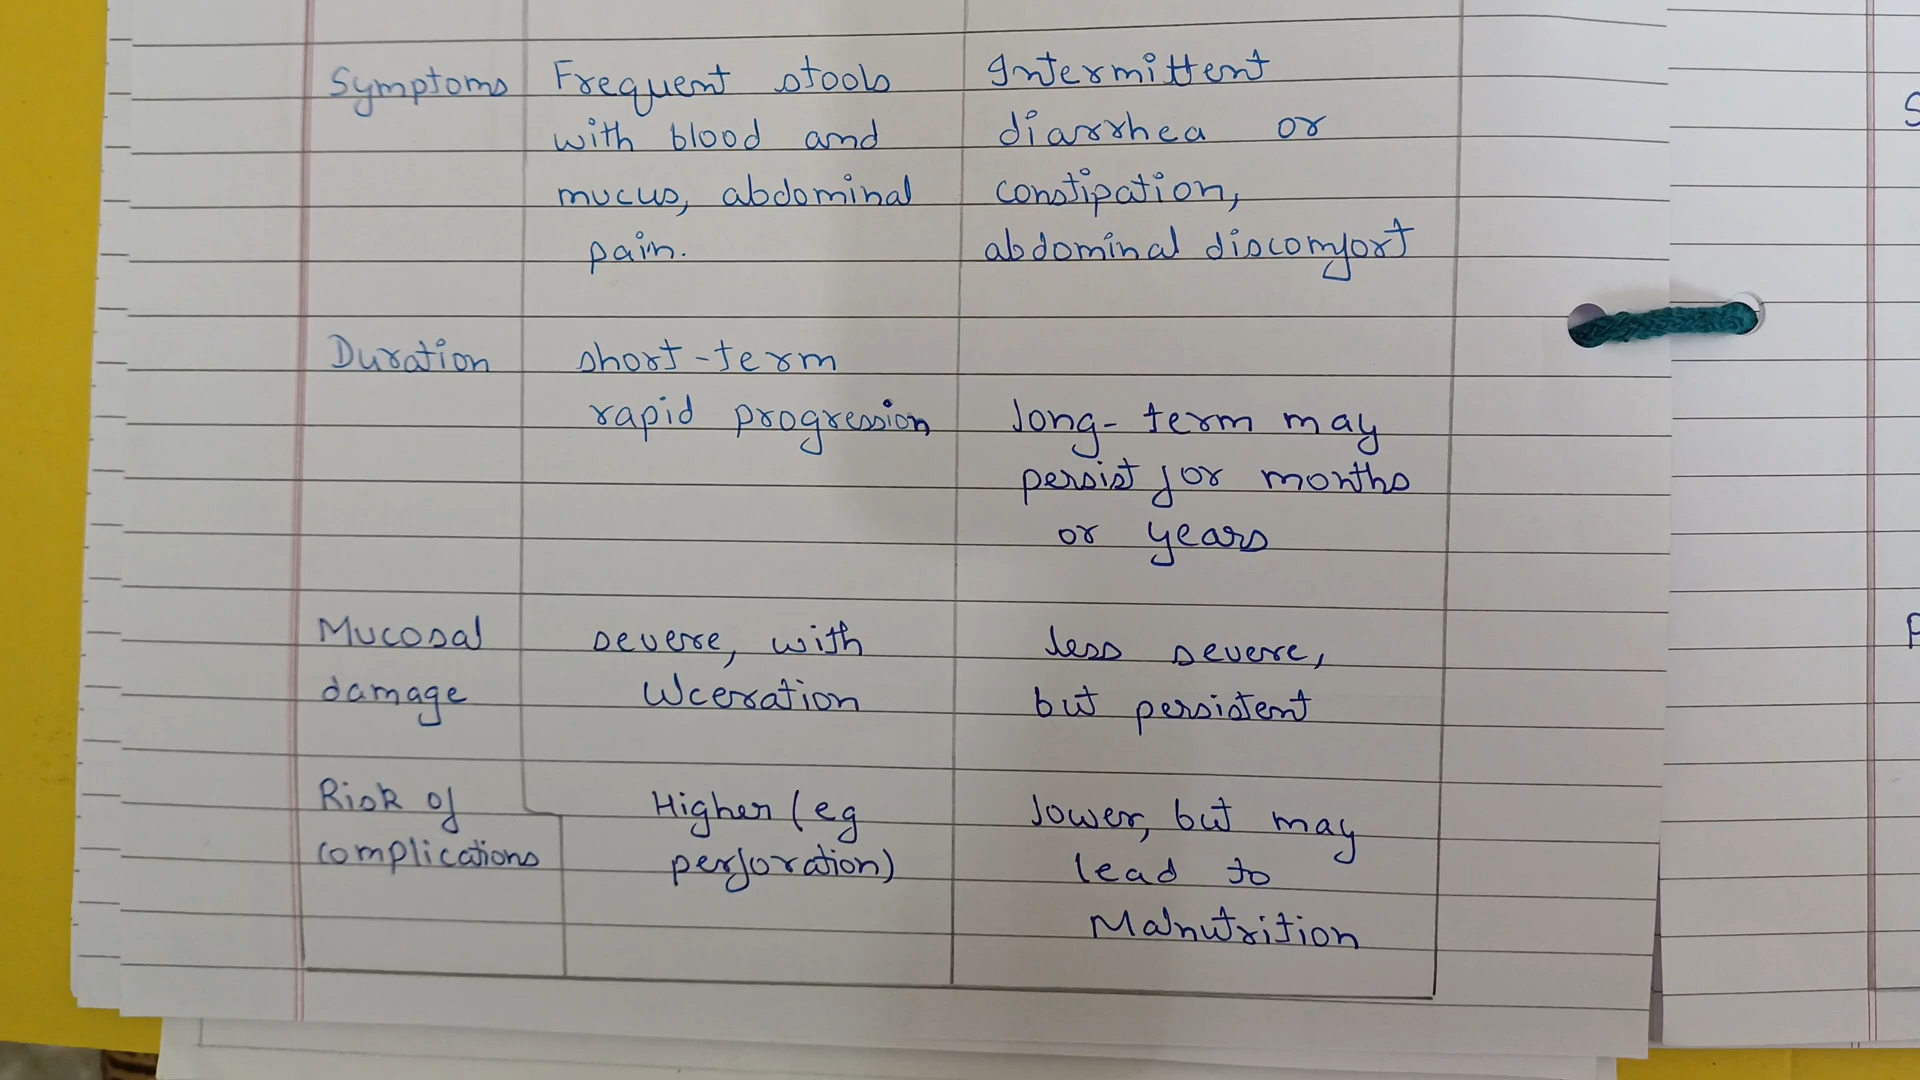 Symptoms Frequent stools Intermittent
with blood and diarrhea or
mucus, abdominal constipation,
pain. abdominal discomfort
Duration short-term
rapid progression long-term may
persist for months
or years
Mucosal severe, with less severe,
damage Ulceration but persistent
Risk of Higher (eg lower, but may
complications perforation) lead to
Malnutrition